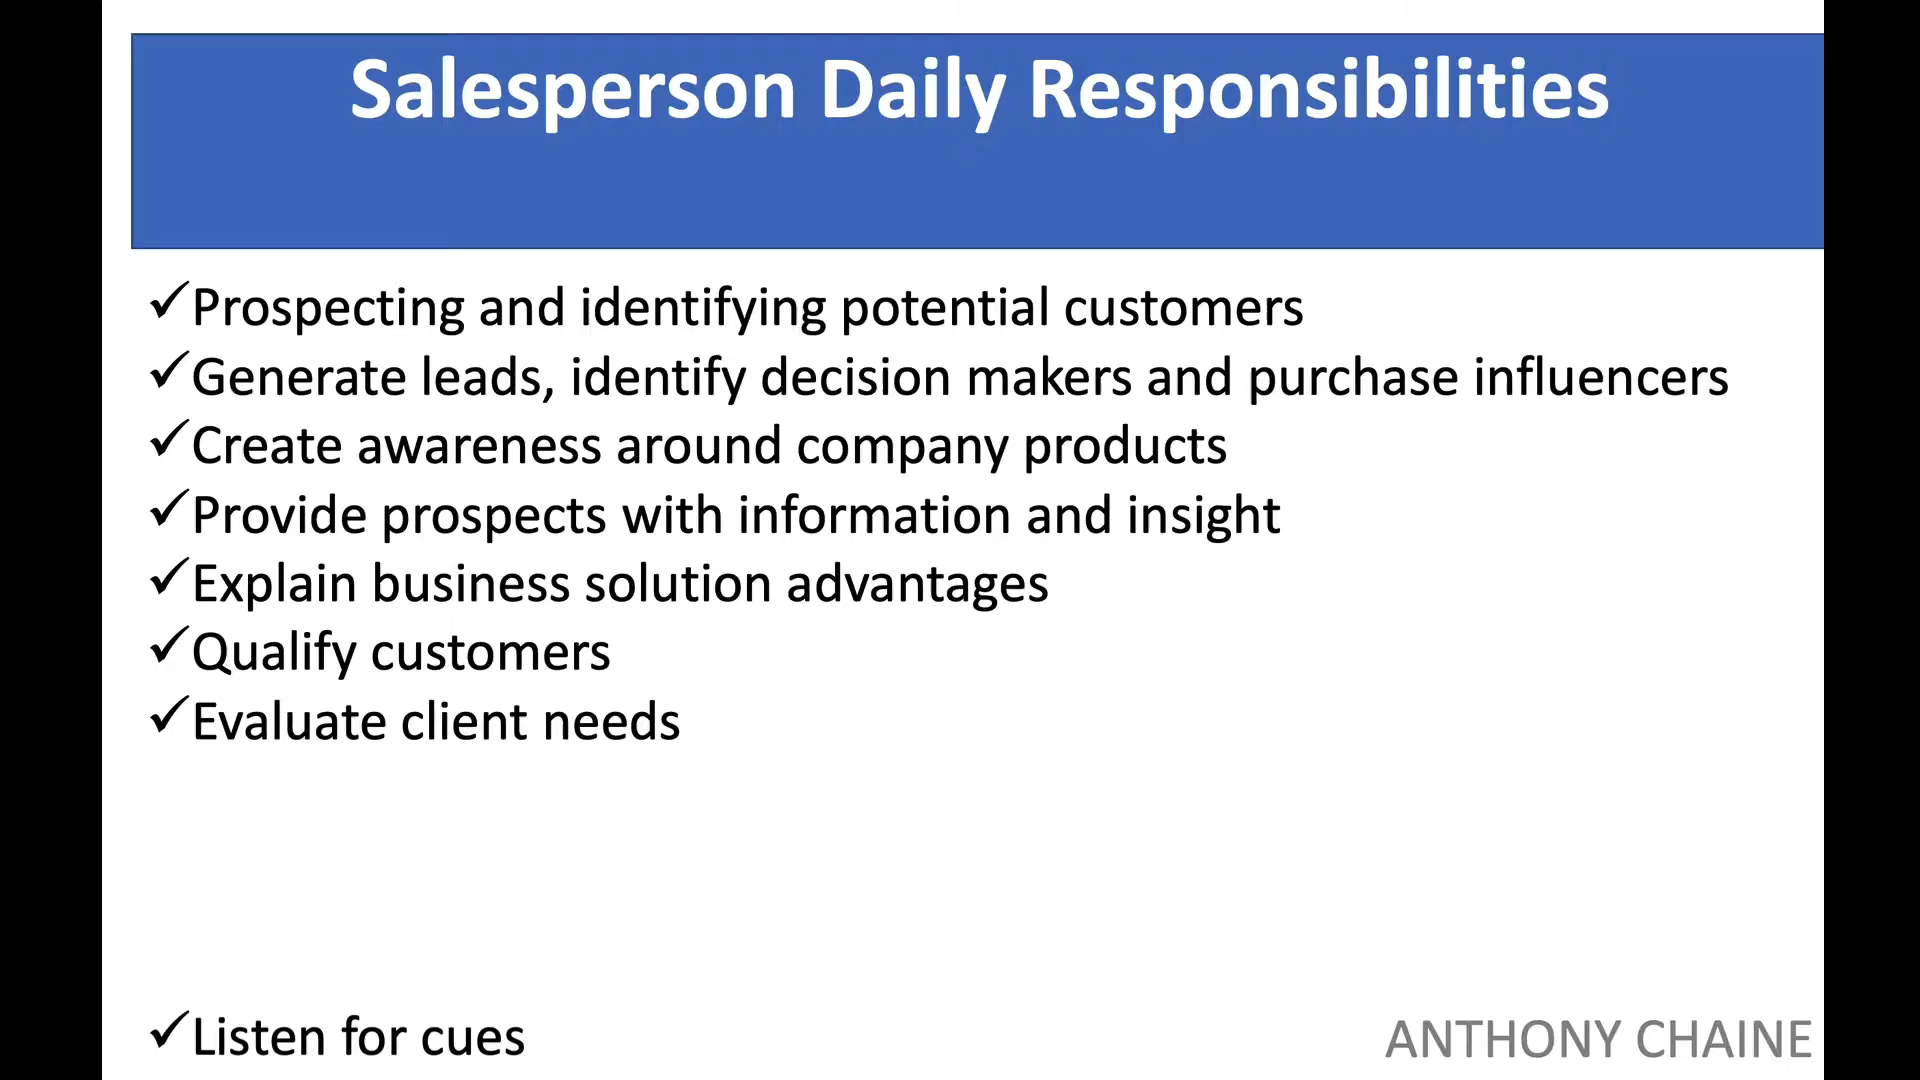 Salesperson Daily Responsibilities
✓Prospecting and identifying potential customers
✓Generate leads, identify decision makers and purchase influencers
✓Create awareness around company products
✓Provide prospects with information and insight
✓Explain business solution advantages
✓Qualify customers
✓Evaluate client needs
✓Listen for cues
ANTHONY CHAINE